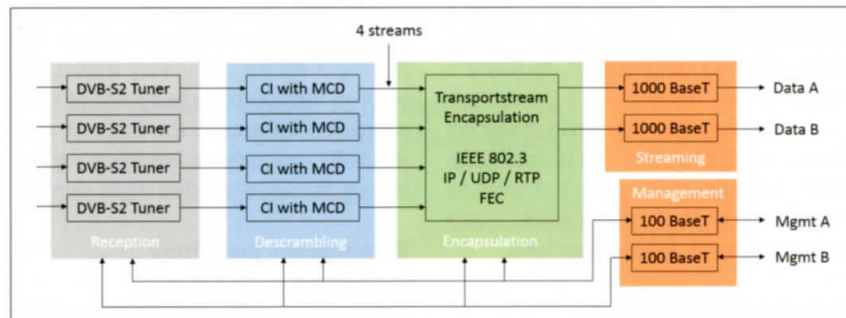 4 streams
DVB-S2 Tuner
DVB-S2 Tuner
DVB-S2 Tuner
DVB-S2 Tuner
Reception
CI with MCD
CI with MCD
CI with MCD
CI with MCD
Descrambling
Transportstream
Encapsulation
IEEE 802.3
IP / UDP / RTP
FEC
Encapsulation
1000 BaseT
1000 BaseT
Streaming
Data A
Data B
Management
100 BaseT
100 BaseT
Mgmt A
Mgmt B